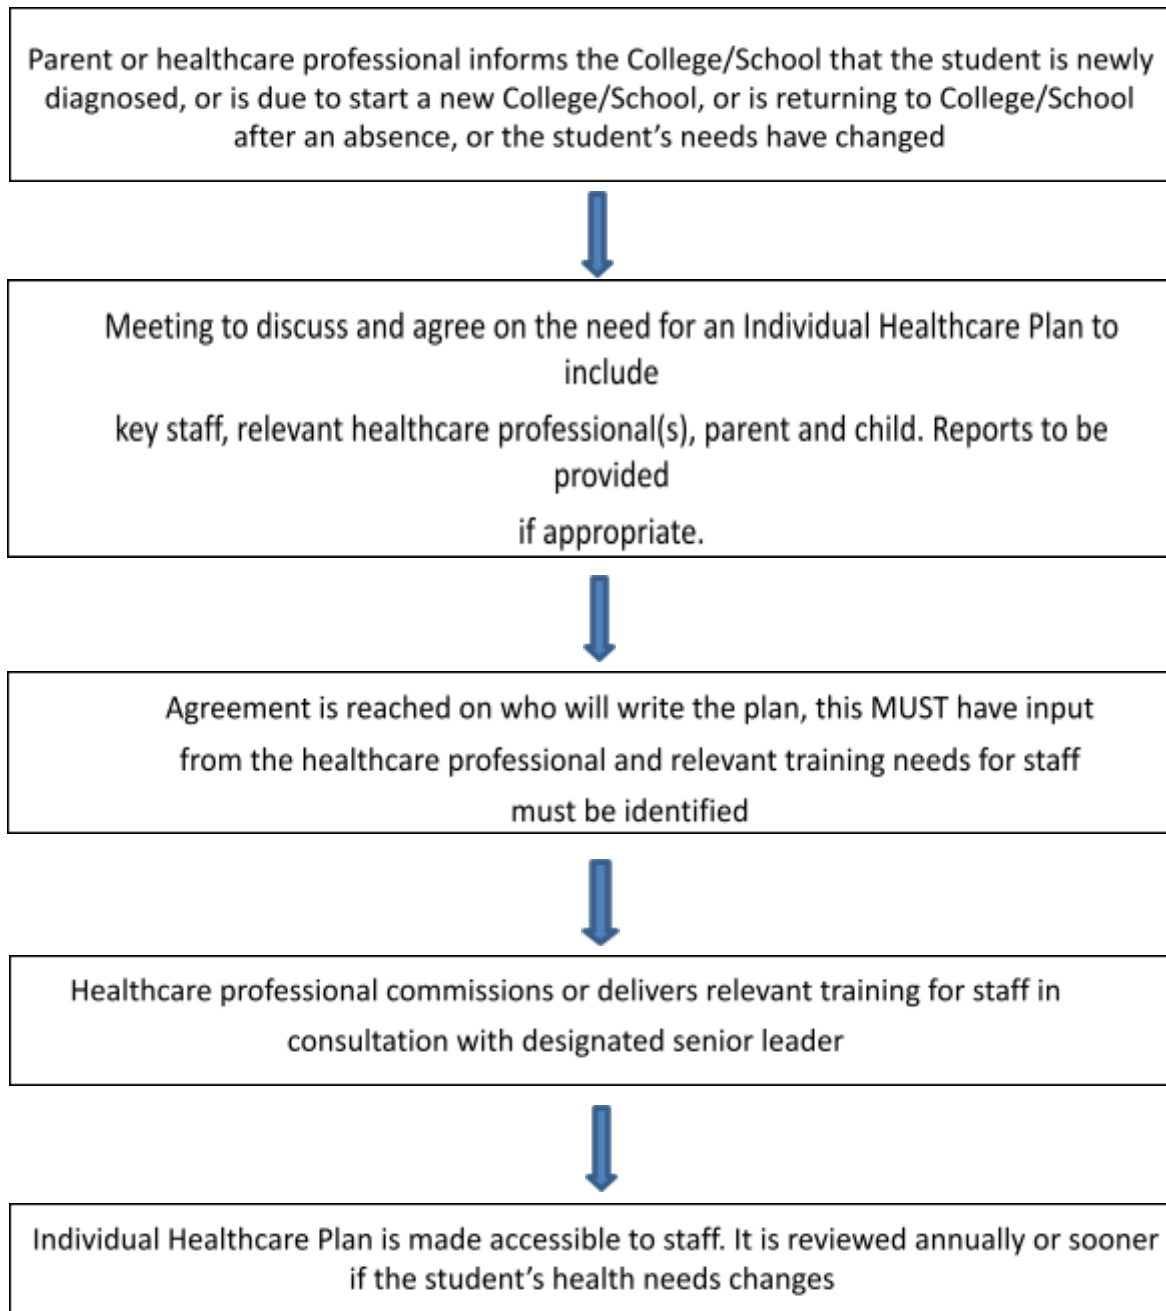 Parent or healthcare professional informs the College/School that the student is newly
diagnosed, or is due to start a new College/School, or is returning to College/School
after an absence, or the student’s needs have changed
Meeting to discuss and agree on the need for an Individual Healthcare Plan to
include
key staff, relevant healthcare professional(s), parent and child. Reports to be
provided
if appropriate.
Agreement is reached on who will write the plan, this MUST have input
from the healthcare professional and relevant training needs for staff
must be identified
Healthcare professional commissions or delivers relevant training for staff in
consultation with designated senior leader
Individual Healthcare Plan is made accessible to staff. It is reviewed annually or sooner
if the student’s health needs changes